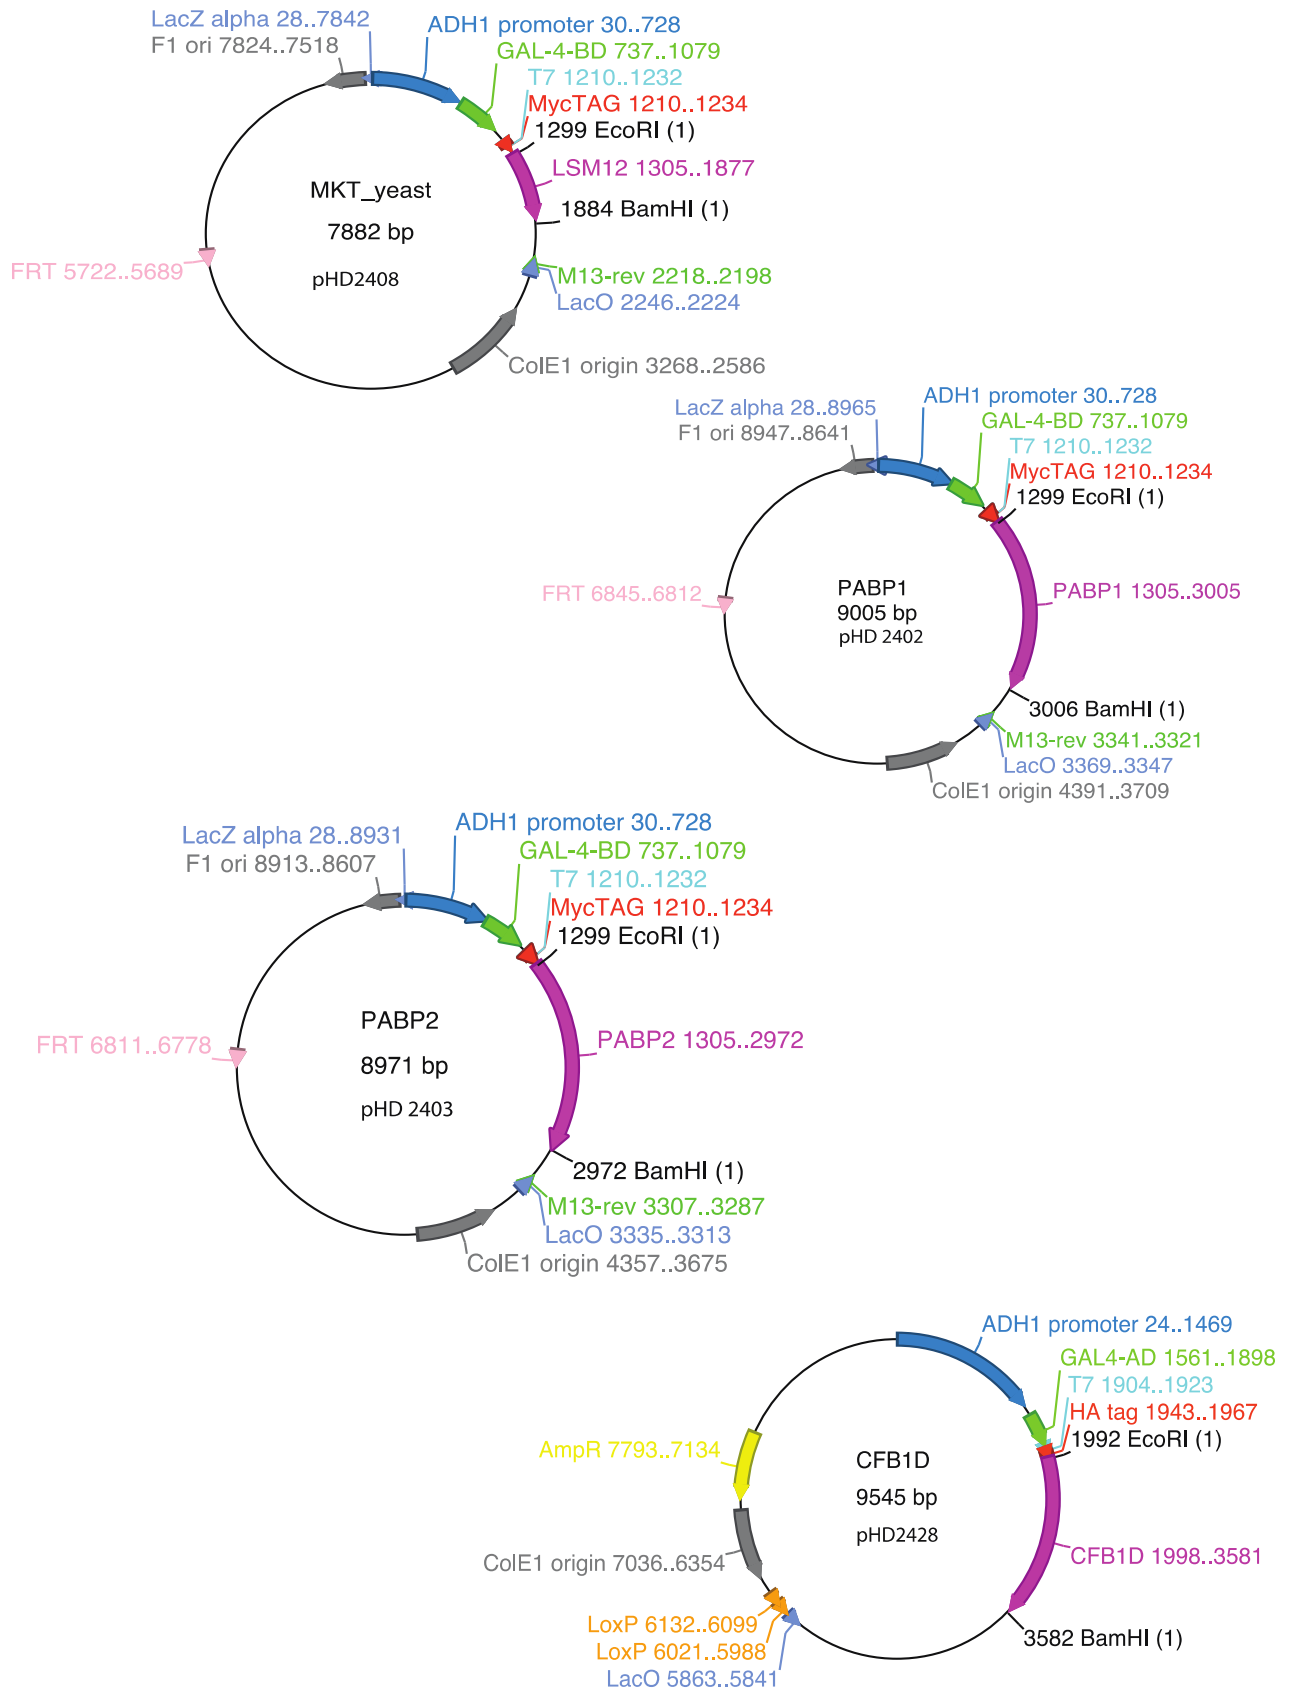 LacZ alpha 28..7842
ADH1 promoter 30..728
F1 ori 7824..7518
GAL-4-BD 737..1079
T7 1210..1232
MycTAG 1210..1234
1299 EcoRI (1)
LSM12 1305..1877
MKT_yeast
1884 BamHI (1)
7882 bp
FRT 5722..5689
M13-rev 2218..2198
pHD2408
LacO 2246..2224
ColE1 origin 3268..2586
ADH1 promoter 30..728
LacZ alpha 28..8965
GAL-4-BD 737..1079
F1 ori 8947..8641
T7 1210..1232
MycTAG 1210..1234
1299 EcoRI (1)
PABP1
FRT 6845..6812
PABP1 1305..3005
9005 bp
pHD 2402
3006 BamHI (1)
M13-rev 3341..3321
LacO 3369..3347
ColE1 origin 4391..3709
ADH1 promoter 30..728
LacZ alpha 28..8931
GAL-4-BD 737..1079
F1 ori 8913..8607
T7 1210..1232
MycTAG 1210..1234
1299 EcoRI (1)
PABP2
FRT 6811..6778
PABP2 1305..2972
8971 bp
pHD 2403
2972 BamHI (1)
M13-rev 3307..3287
LacO 3335..3313
ColE1 origin 4357..3675
ADH1 promoter 24..1469
GAL4-AD 1561..1898
T7 1904..1923
HA tag 1943..1967
1992 EcoRI (1)
AmpR 7793..7134
CFB1D
9545 bp
pHD2428
ColE1 origin 7036..6354
CFB1D 1998..3581
LoxP 6132..6099
3582 BamHI (1)
LoxP 6021..5988
LacO 5863..5841